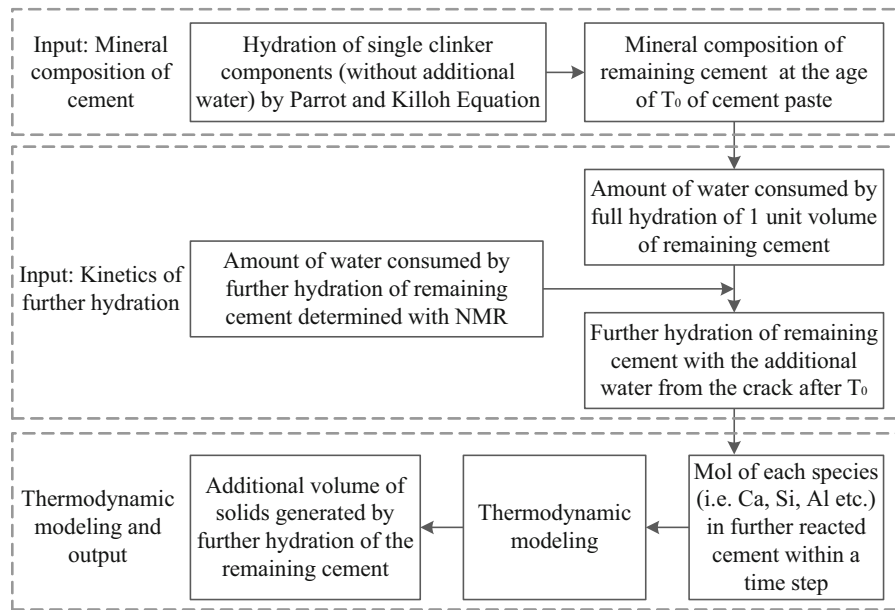 Input: Mineral
composition of
cement
Hydration of single clinker
components (without additional
water) by Parrot and Killoh Equation
Mineral composition of
remaining cement at the age
of T₀ of cement paste
Amount of water consumed by
full hydration of 1 unit volume
of remaining cement
Input: Kinetics of
further hydration
Amount of water consumed by
further hydration of remaining
cement determined with NMR
Further hydration of remaining
cement with the additional
water from the crack after T₀
Thermodynamic
modeling and
output
Additional volume of
solids generated by
further hydration of the
remaining cement
Thermodynamic
modeling
Mol of each species
(i.e. Ca, Si, Al etc.)
in further reacted
cement within a
time step